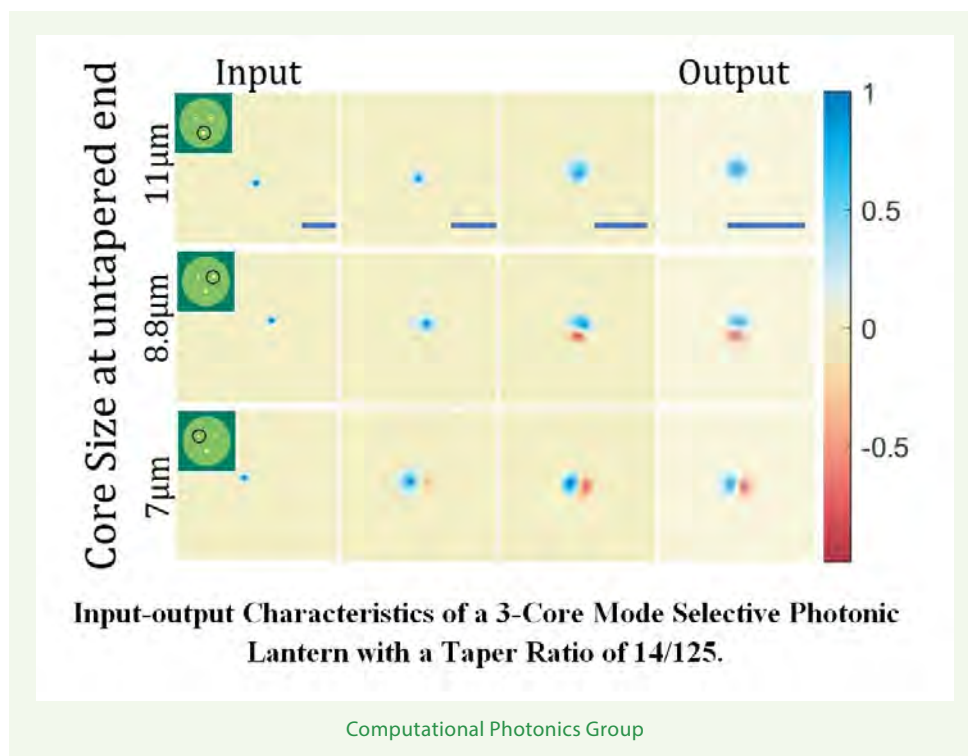 Input
Output
Core Size at untapered end
11μm
8.8μm
7μm
1
0.5
0
-0.5
Input-output Characteristics of a 3-Core Mode Selective Photonic
Lantern with a Taper Ratio of 14/125.
Computational Photonics Group